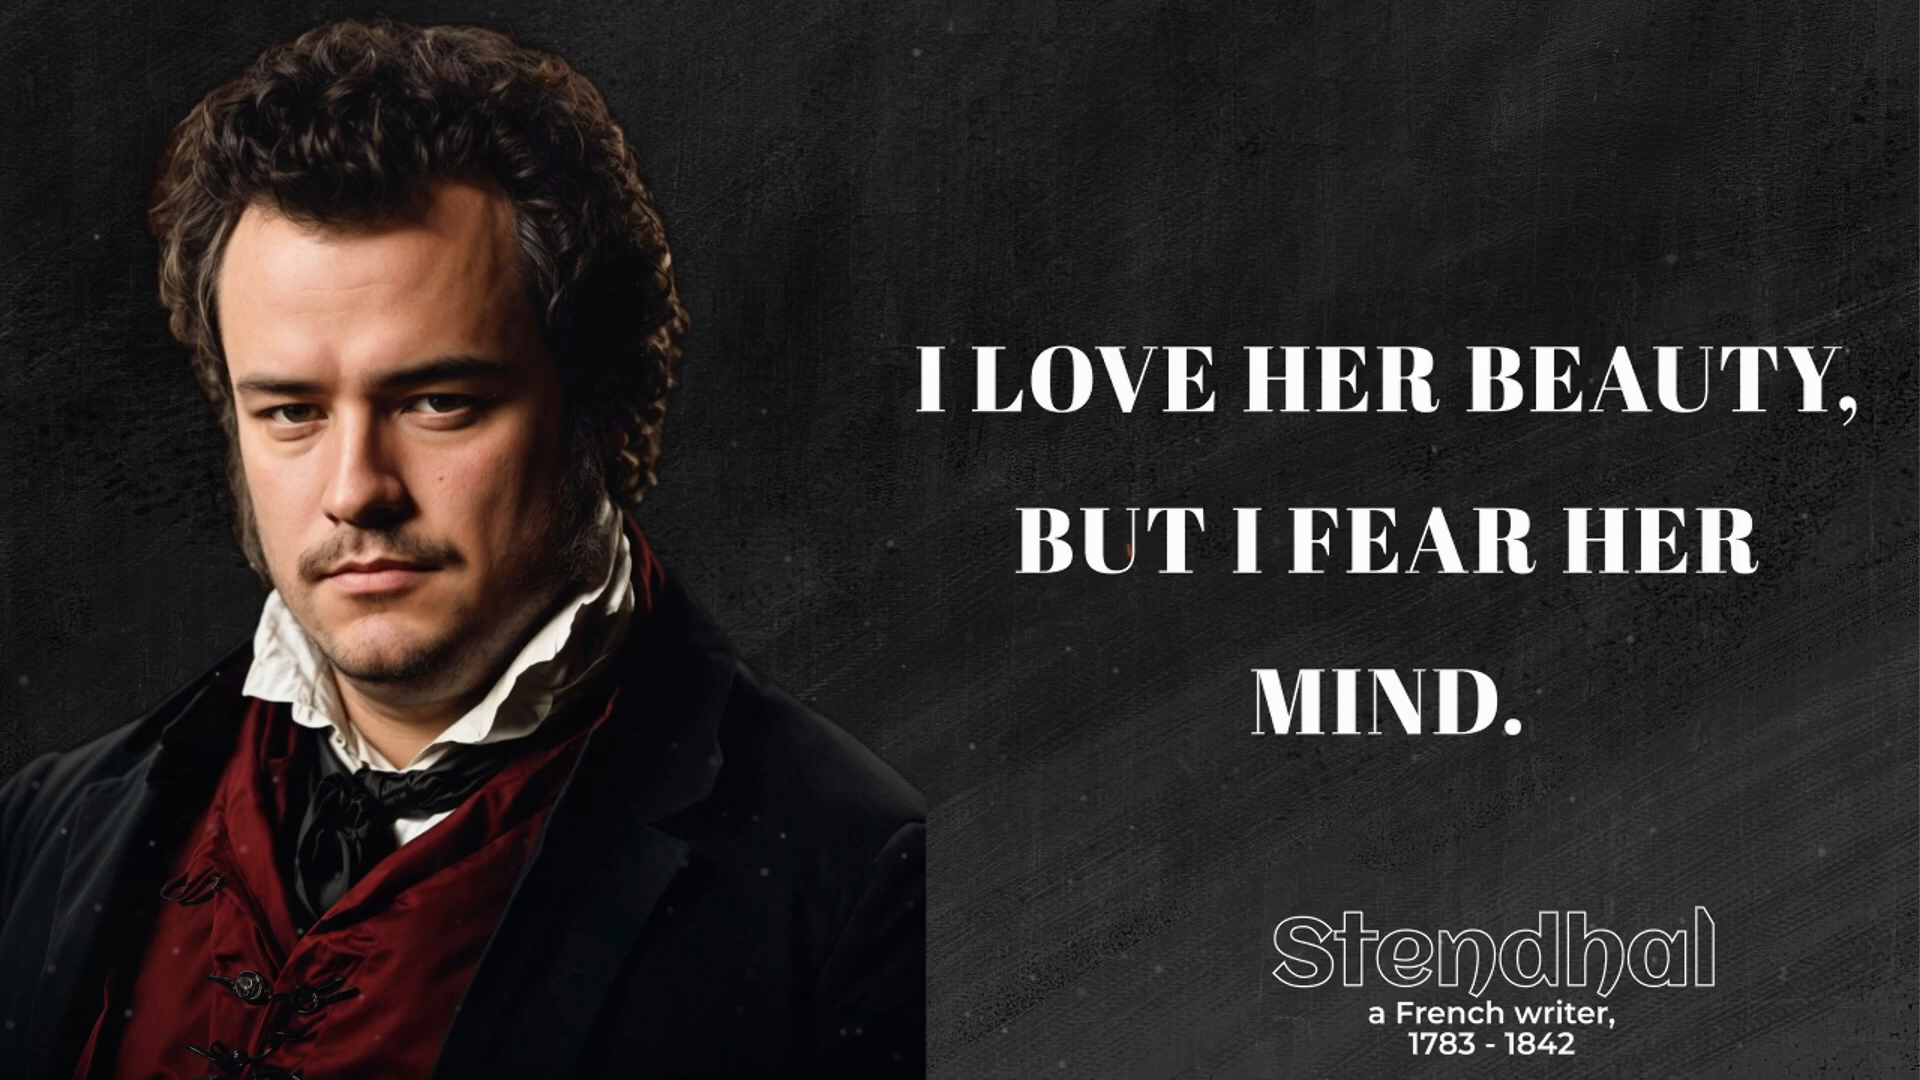 I LOVE HER BEAUTY,
BUT I FEAR HER
MIND.
Stendhal
a French writer,
1783 - 1842